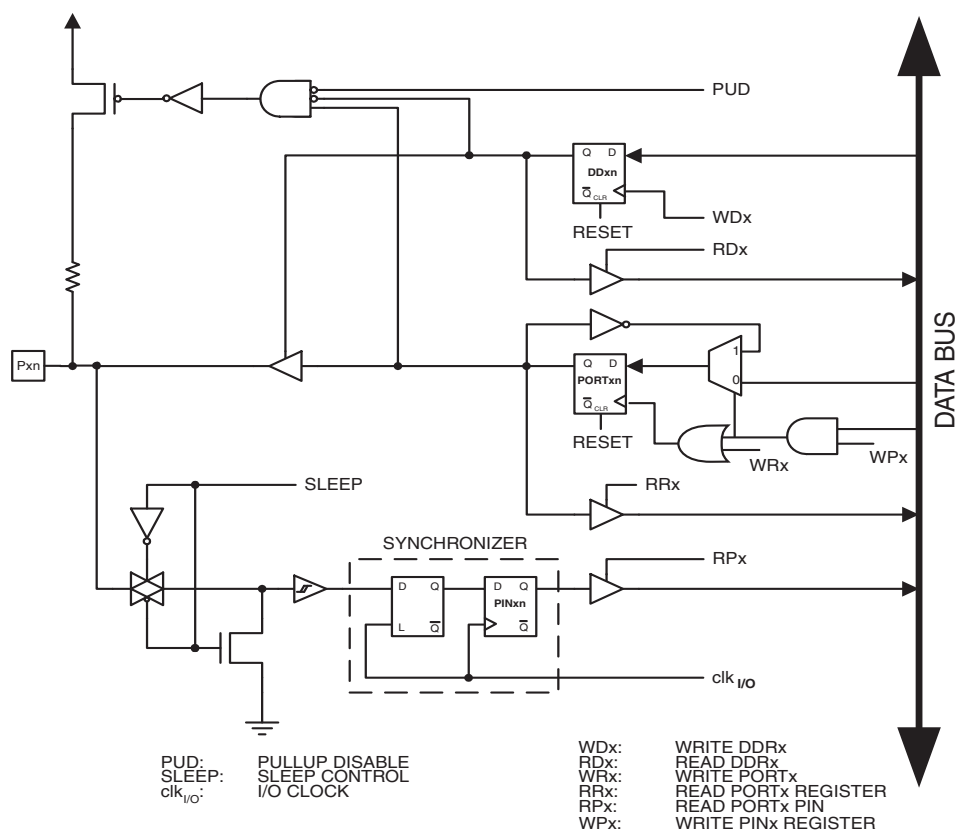 PUD
Q D
DDxn
Q CLR
WDx
RESET
RDx
1
Pxn
Q D
0
PORTxn
Q CLR
RESET
WRx
WPx
DATA BUS
SLEEP
RRx
SYNCHRONIZER
RPx
D Q
D Q
PINxn
L Q
Q
clk I/O
PUD: PULLUP DISABLE
SLEEP: SLEEP CONTROL
clkI/O: I/O CLOCK
WDx: WRITE DDRx
RDx: READ DDRx
WRx: WRITE PORTx
RRx: READ PORTx REGISTER
RPx: READ PORTx PIN
WPx: WRITE PINx REGISTER